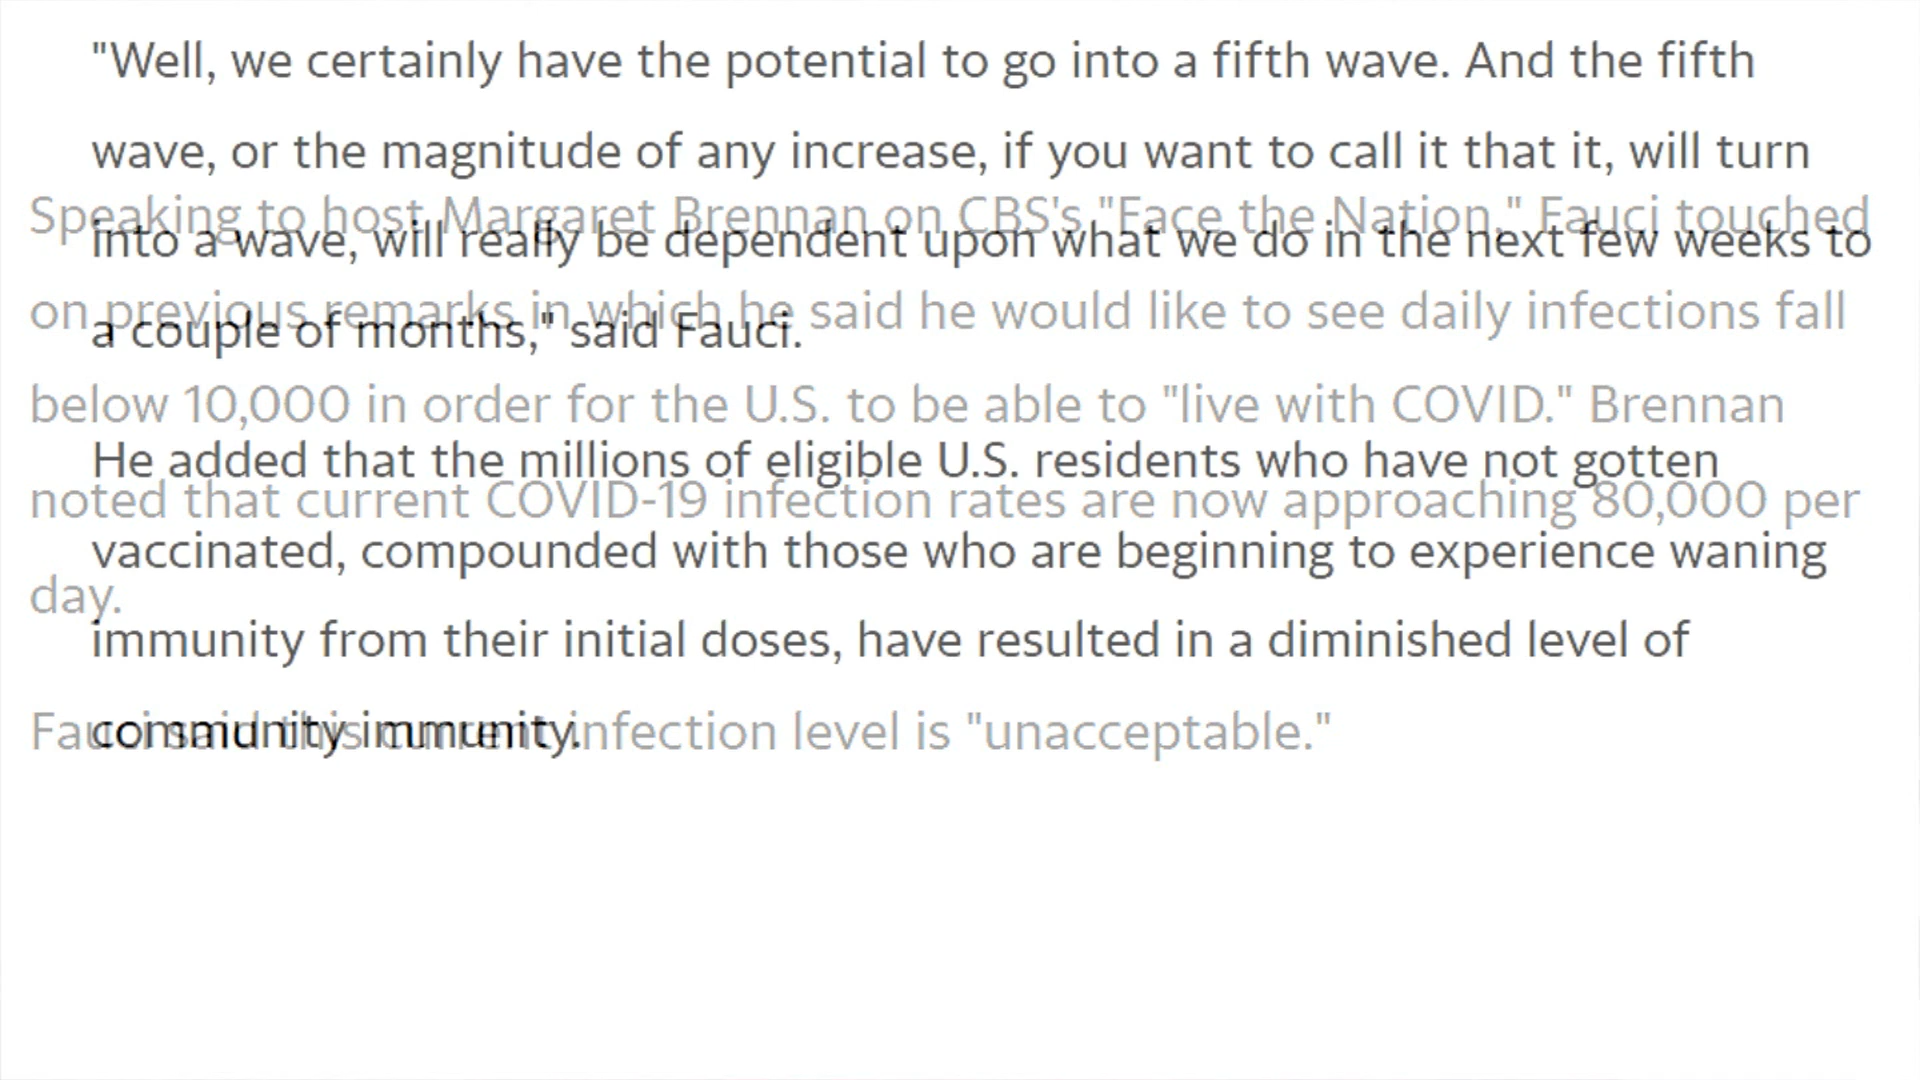 "Well, we certainly have the potential to go into a fifth wave. And the fifth
wave, or the magnitude of any increase, if you want to call it that it, will turn
into a wave, will really be dependent upon what we do in the next few weeks to
a couple of months," said Fauci.
He added that the millions of eligible U.S. residents who have not gotten
vaccinated, compounded with those who are beginning to experience waning
immunity from their initial doses, have resulted in a diminished level of
community immunity.
Speaking to host Margaret Brennan on CBS's "Face the Nation," Fauci touched
on previous remarks in which he said he would like to see daily infections fall
below 10,000 in order for the U.S. to be able to "live with COVID." Brennan
noted that current COVID-19 infection rates are now approaching 80,000 per
day.
Fauci said this current infection level is "unacceptable."